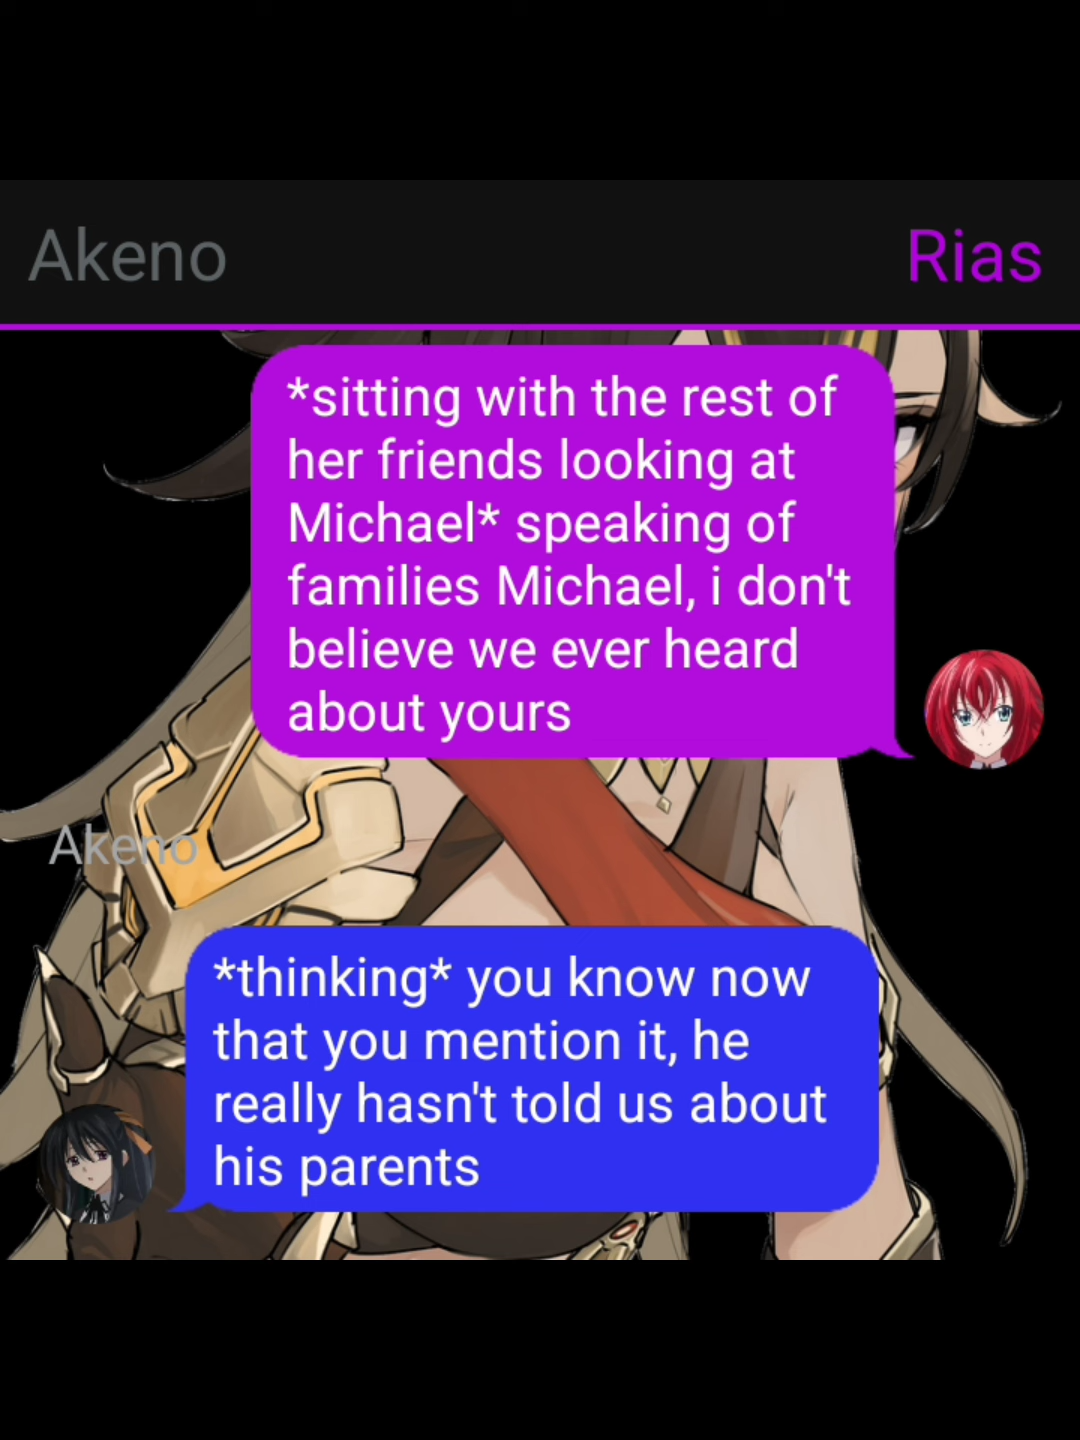 Akeno
Rias
*sitting with the rest of
her friends looking at
Michael* speaking of
families Michael, i don't
believe we ever heard
about yours
Akeno
*thinking* you know now
that you mention it, he
really hasn't told us about
his parents